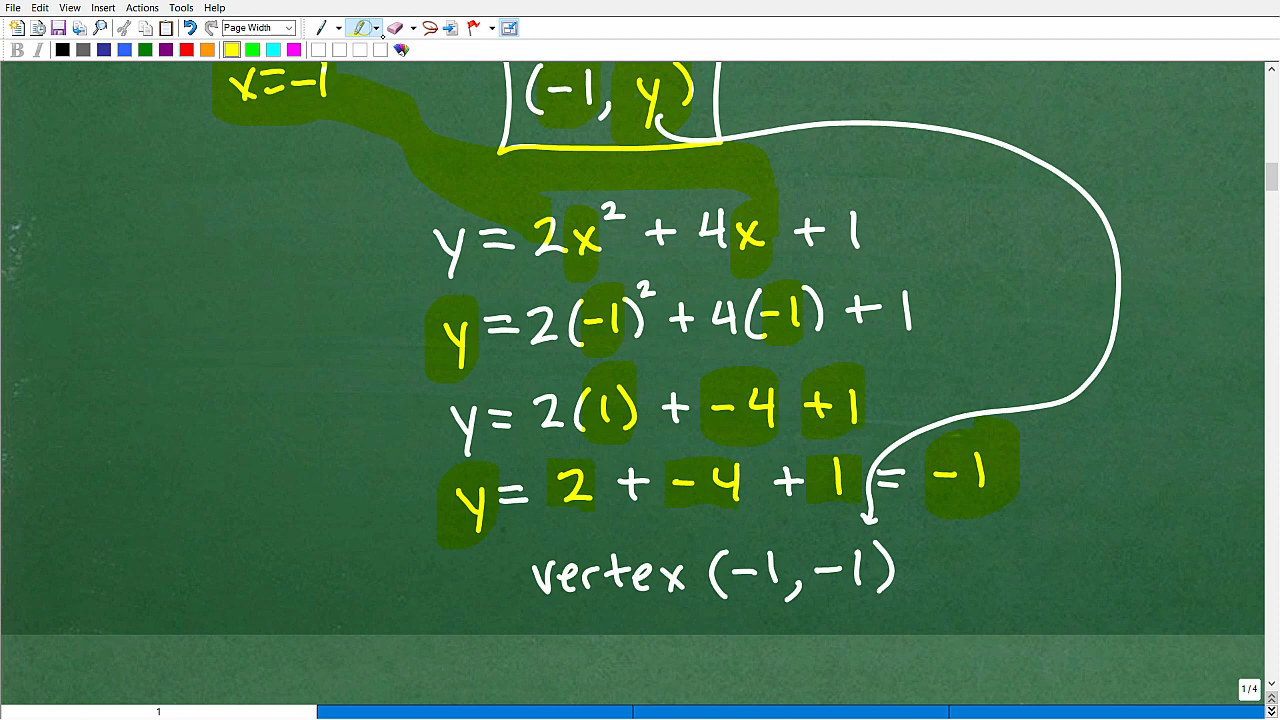 File Edit View Insert Actions Tools Help
Page Width
B I
x=-1
(-1, y)
y = 2x² + 4x + 1
y = 2(-1)² + 4(-1) + 1
y = 2(1) + -4 +1
y = 2 + -4 + 1 = -1
vertex (-1, -1)
1/4
1